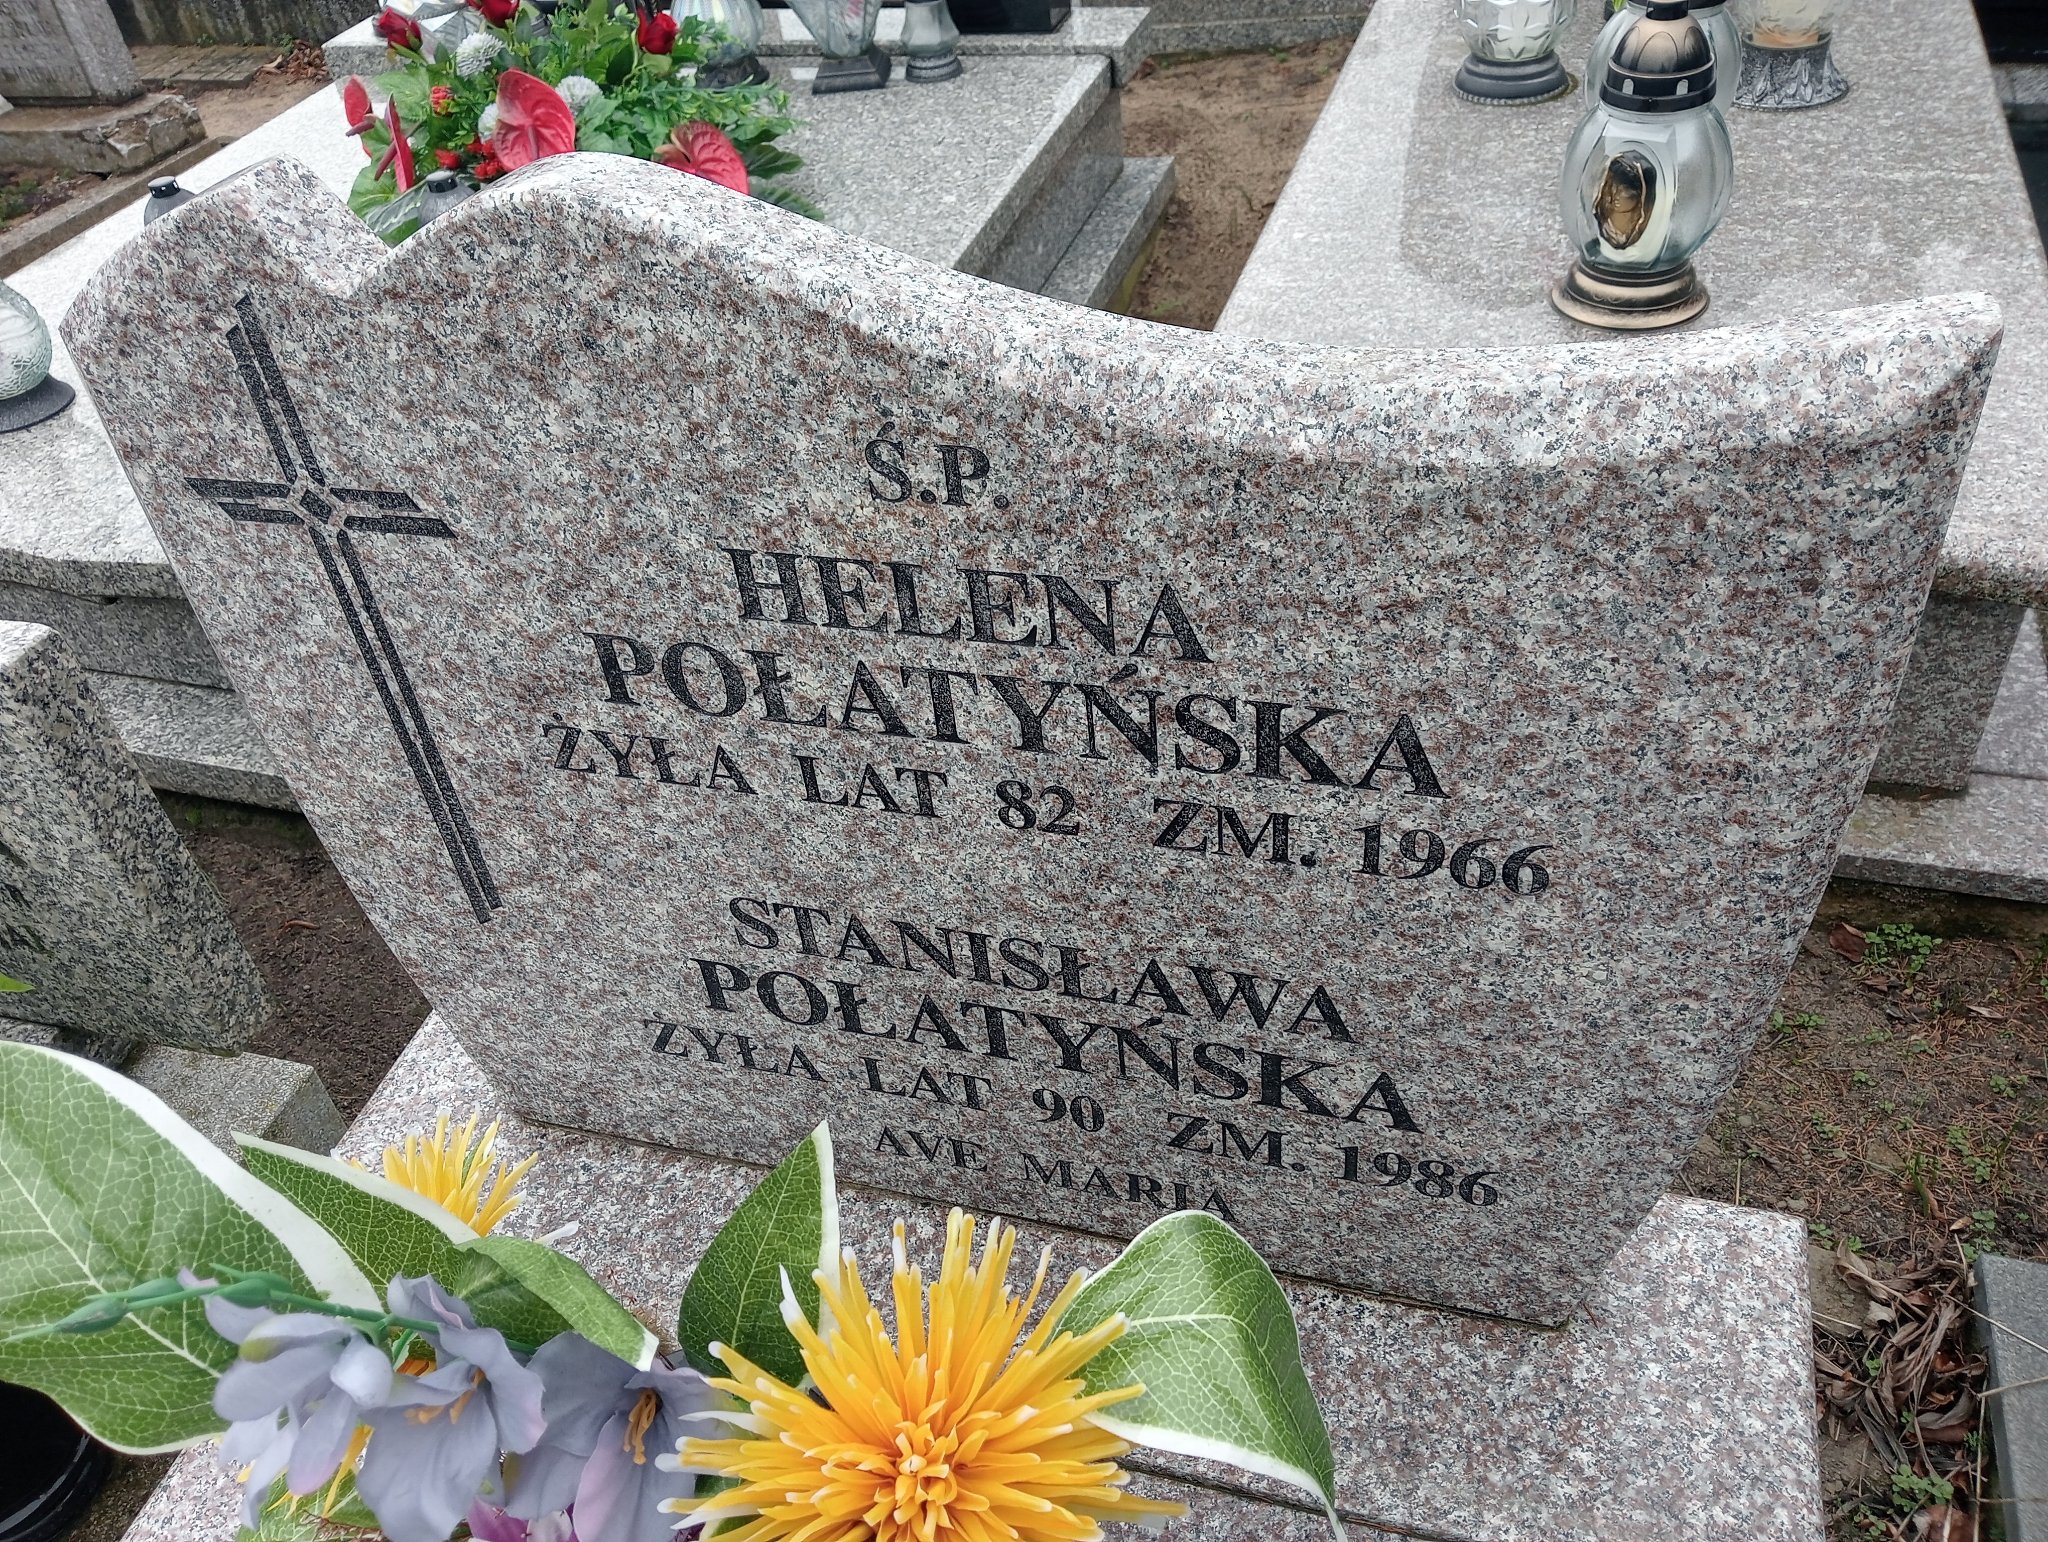 Ś.P.
HELENA
POŁATYŃSKA
ŻYŁA LAT 82 ZM. 1966
STANISŁAWA
POŁATYŃSKA
ŻYŁA LAT 90 ZM. 1986
AVE MARIA